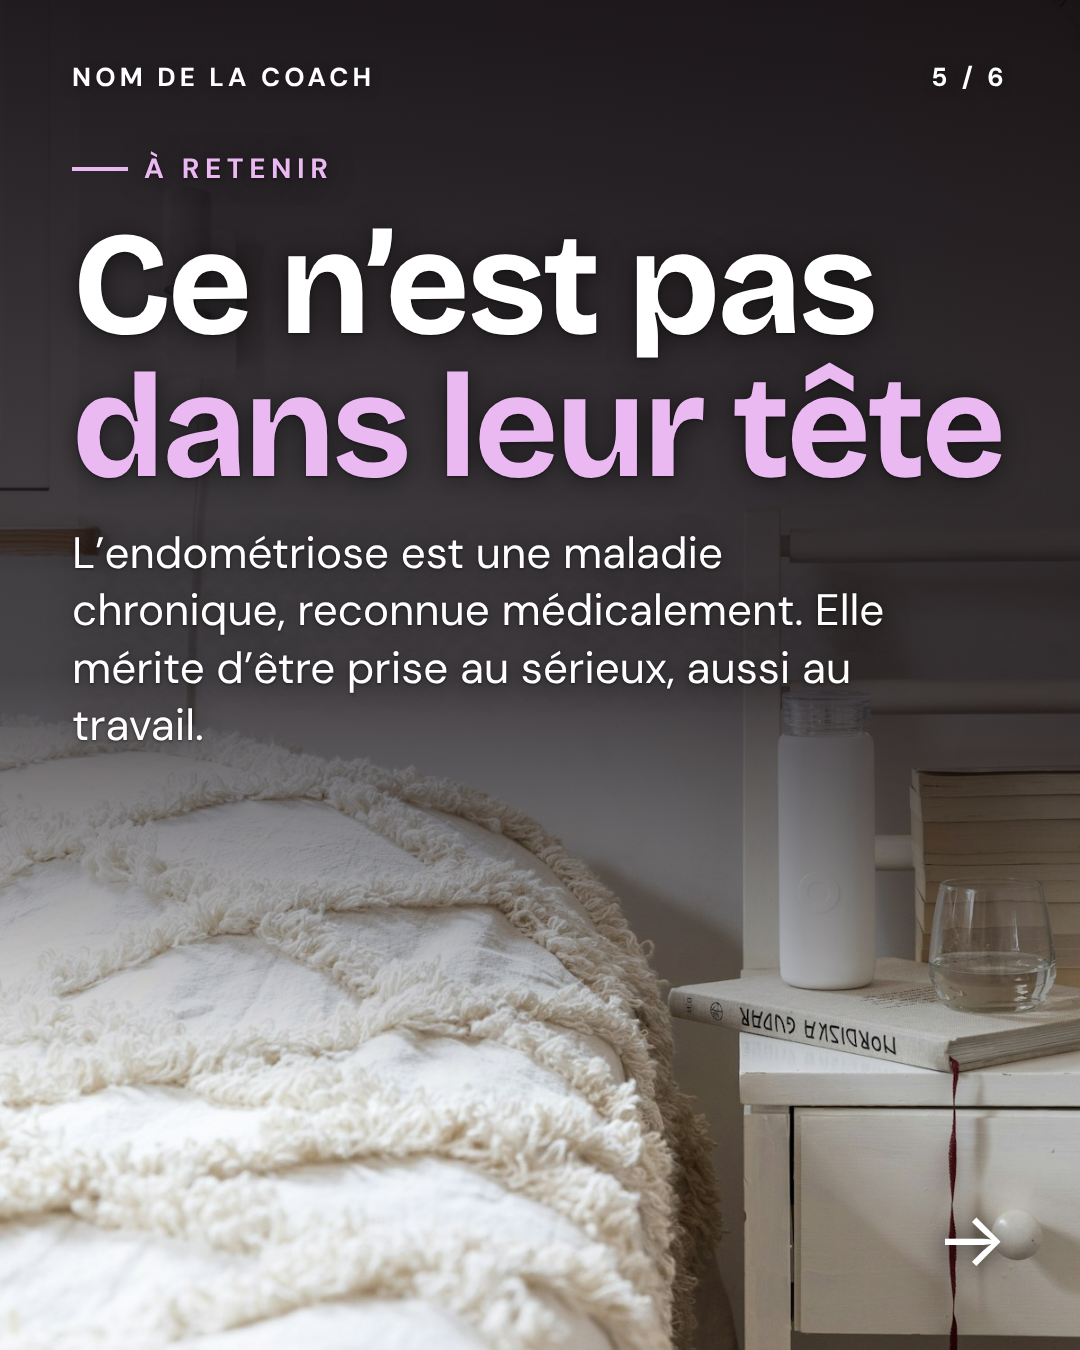 NOM DE LA COACH
5 / 6
À RETENIR
Ce n’est pas
dans leur tête
L’endométriose est une maladie
chronique, reconnue médicalement. Elle
mérite d’être prise au sérieux, aussi au
travail.
NORDISKA GUDAR